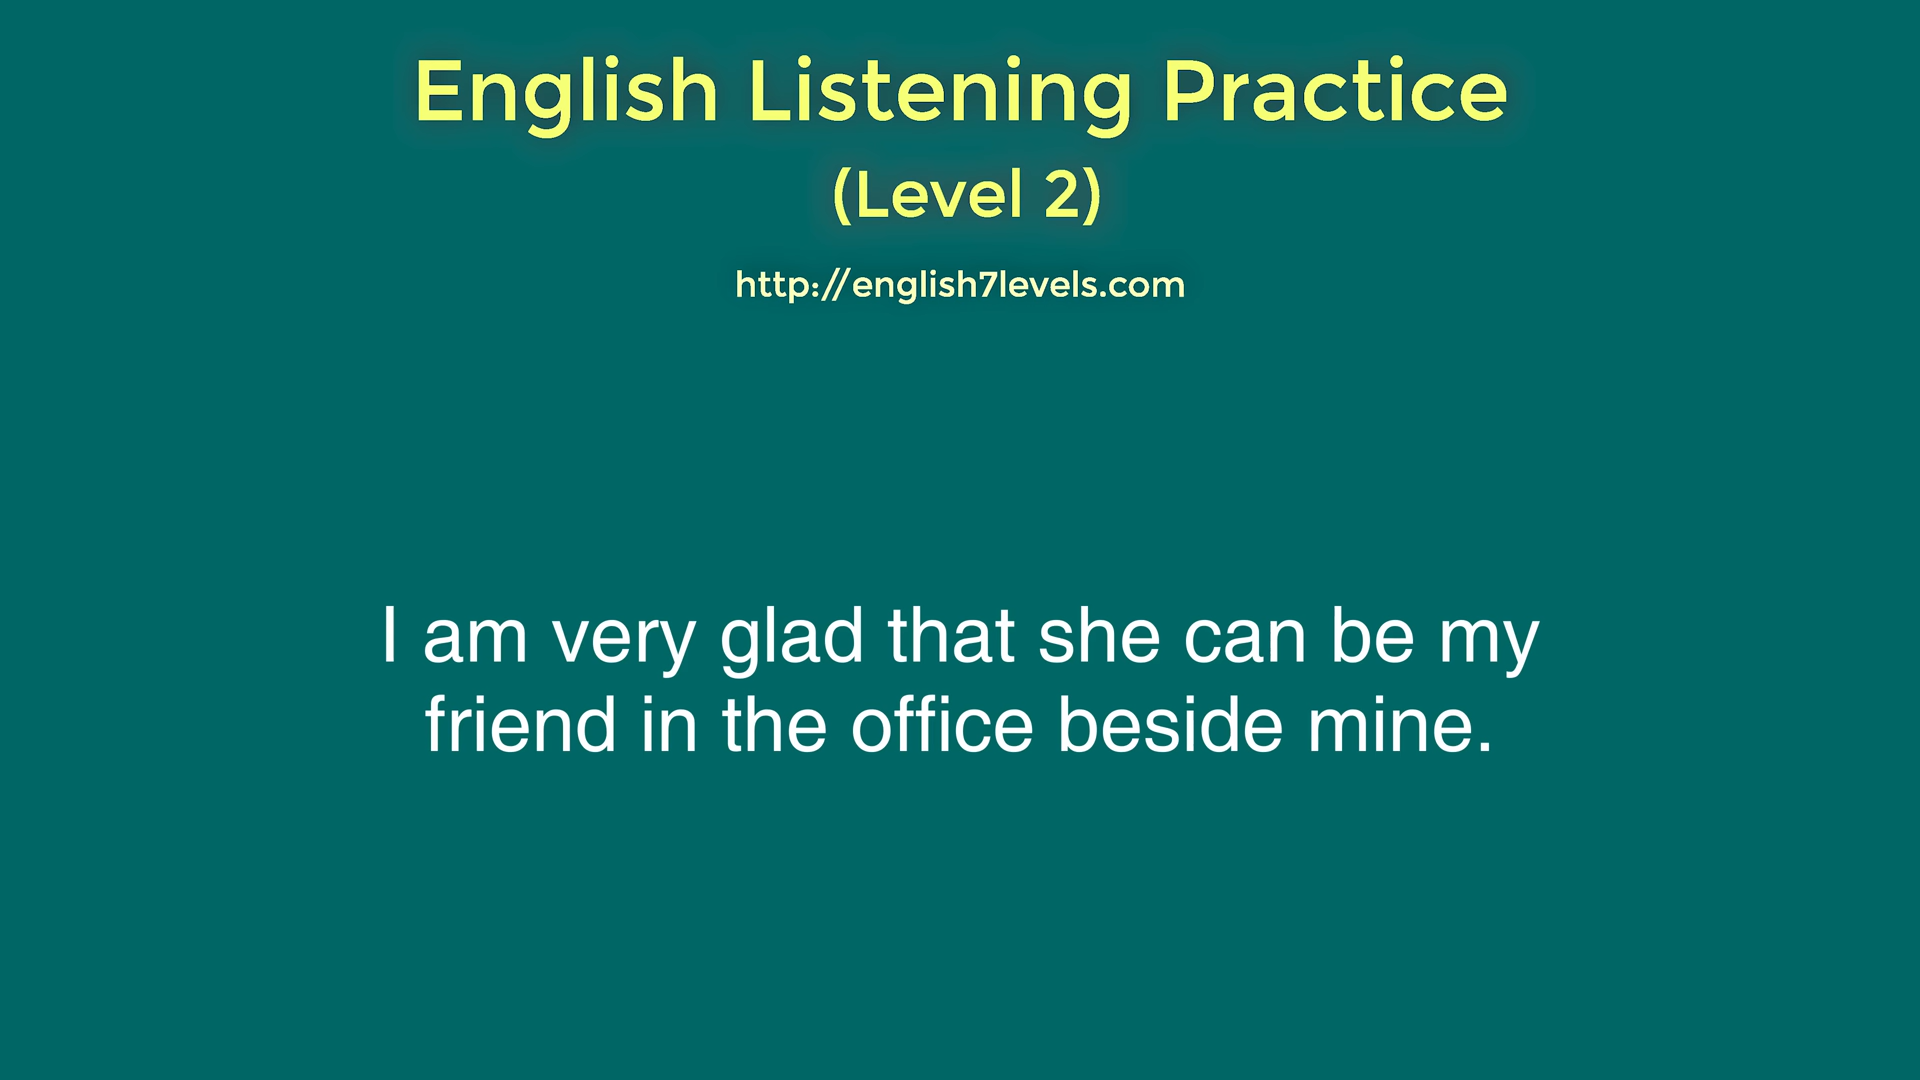 English Listening Practice
(Level 2)
http://english7levels.com
I am very glad that she can be my
friend in the office beside mine.